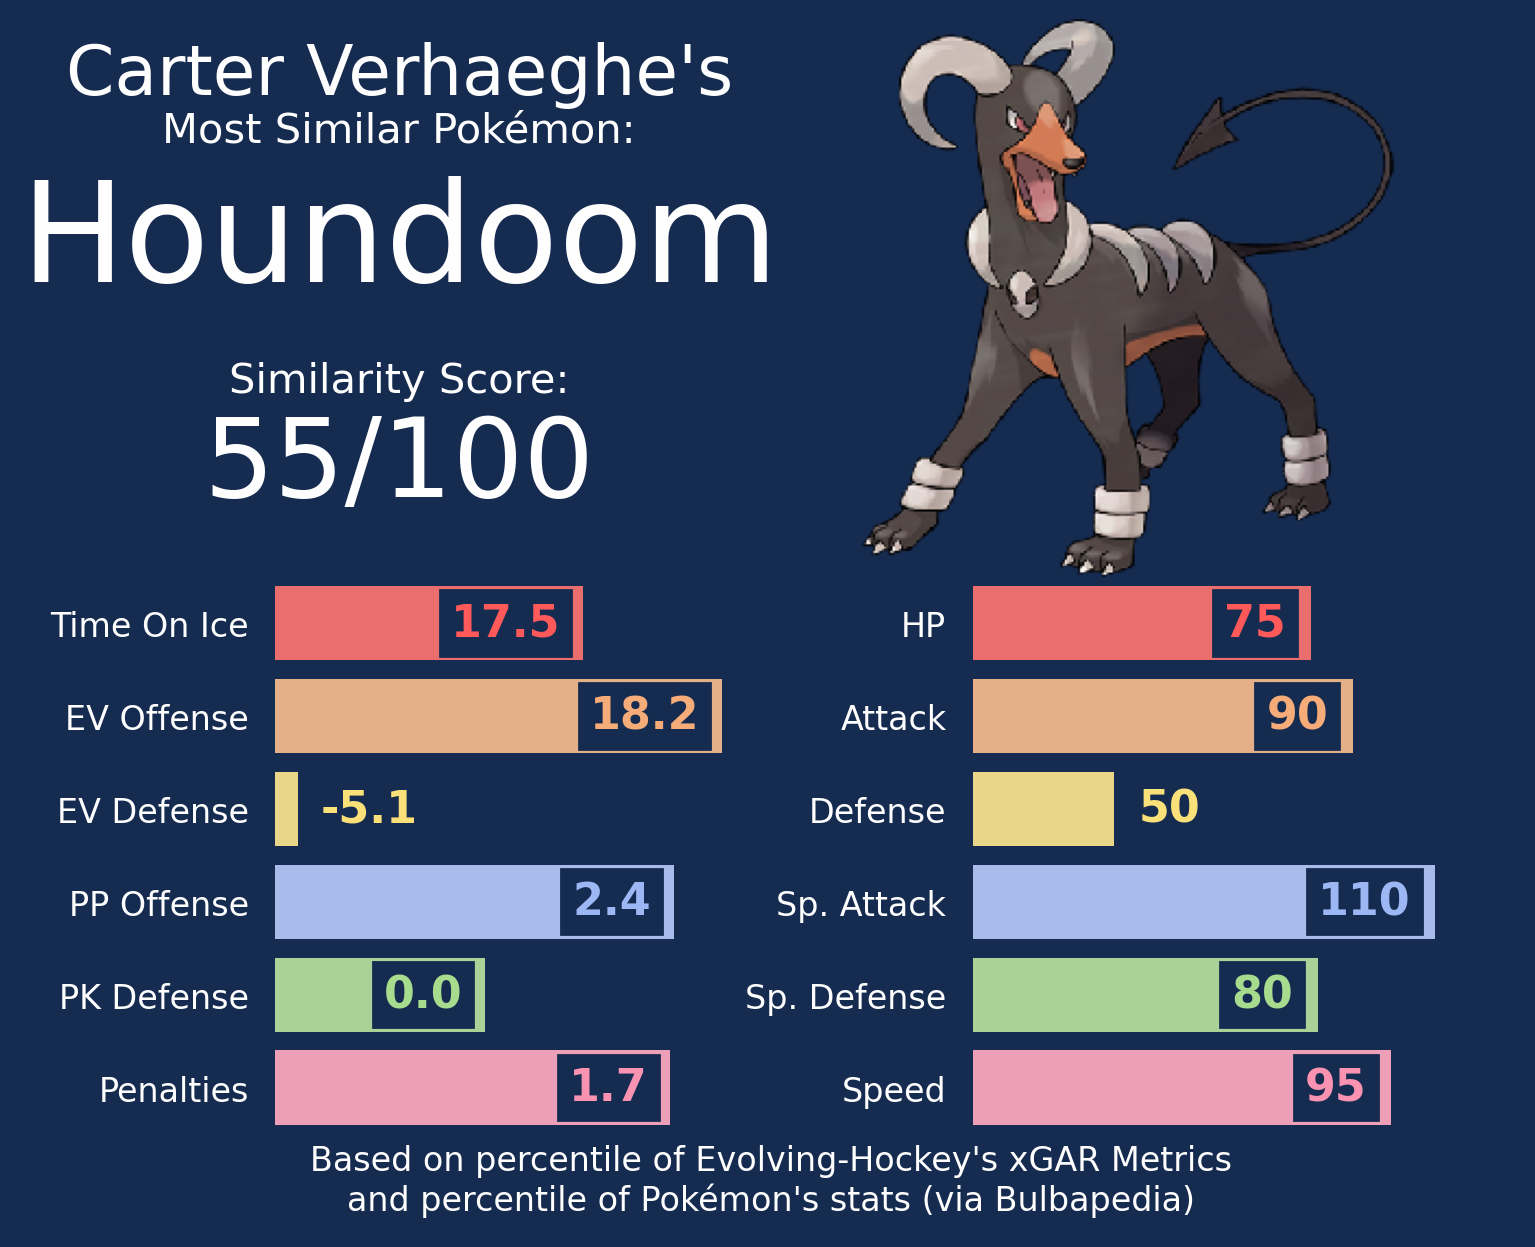 Carter Verhaeghe's
Most Similar Pokémon:
Houndoom
Similarity Score:
55/100
Time On Ice 17.5
EV Offense 18.2
EV Defense -5.1
PP Offense 2.4
PK Defense 0.0
Penalties 1.7
HP 75
Attack 90
Defense 50
Sp. Attack 110
Sp. Defense 80
Speed 95
Based on percentile of Evolving-Hockey's xGAR Metrics
and percentile of Pokémon's stats (via Bulbapedia)